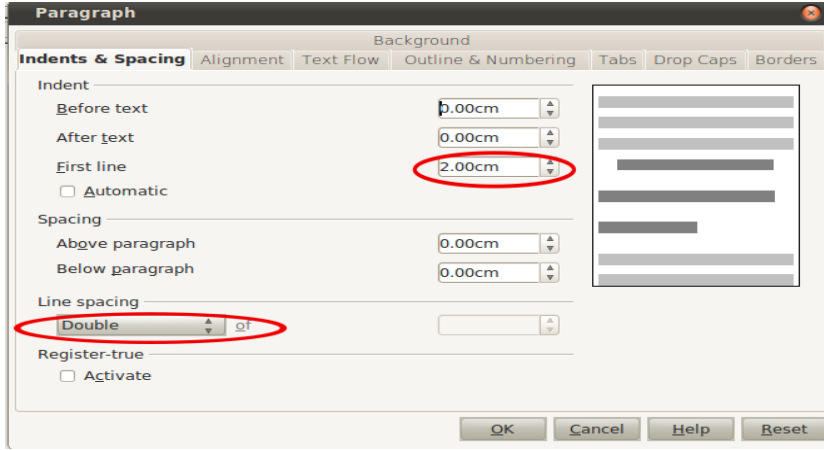 Paragraph
Background
Indents & Spacing Alignment Text Flow Outline & Numbering Tabs Drop Caps Borders
Indent
Before text 0.00cm
After text 0.00cm
First line 2.00cm
Automatic
Spacing
Above paragraph 0.00cm
Below paragraph 0.00cm
Line spacing
Double of
Register-true
Activate
OK Cancel Help Reset